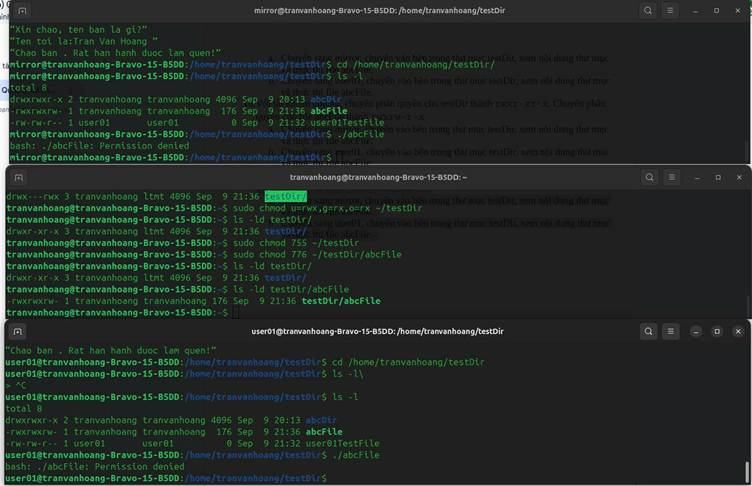 mirror@tranvanhoang-Bravo-15-B5DD: /home/tranvanhoang/testDir
“Xin chao, ten ban la gi?”
“Ten toi la:Tran Van Hoang ”
“Chao ban . Rat han hanh duoc lam quen!”
mirror@tranvanhoang-Bravo-15-B5DD:/home/tranvanhoang/testDir$ cd /home/tranvanhoang/testDir/
mirror@tranvanhoang-Bravo-15-B5DD:/home/tranvanhoang/testDir$ ls -l
total 8
drwxrwxr-x 2 tranvanhoang tranvanhoang 4096 Sep  9 20:13 abcDir
-rwxrwxrw- 1 tranvanhoang tranvanhoang  176 Sep  9 21:36 abcFile
-rw-rw-r-- 1 user01       user01          0 Sep  9 21:32 user01TestFile
mirror@tranvanhoang-Bravo-15-B5DD:/home/tranvanhoang/testDir$ ./abcFile
bash: ./abcFile: Permission denied
mirror@tranvanhoang-Bravo-15-B5DD:/home/tranvanhoang/testDir$
tranvanhoang@tranvanhoang-Bravo-15-B5DD: ~
drwx---rwx 3 tranvanhoang ltmt 4096 Sep  9 21:36 testDir/
tranvanhoang@tranvanhoang-Bravo-15-B5DD:~$ sudo chmod u=rwx,g=rx,o=rx ~/testDir
tranvanhoang@tranvanhoang-Bravo-15-B5DD:~$ ls -ld testDir/
drwxr-xr-x 3 tranvanhoang ltmt 4096 Sep  9 21:36 testDir/
tranvanhoang@tranvanhoang-Bravo-15-B5DD:~$ sudo chmod 755 ~/testDir
tranvanhoang@tranvanhoang-Bravo-15-B5DD:~$ sudo chmod 776 ~/testDir/abcFile
tranvanhoang@tranvanhoang-Bravo-15-B5DD:~$ ls -ld testDir/
drwxr-xr-x 3 tranvanhoang ltmt 4096 Sep  9 21:36 testDir/
tranvanhoang@tranvanhoang-Bravo-15-B5DD:~$ ls -ld testDir/abcFile
-rwxrwxrw- 1 tranvanhoang tranvanhoang 176 Sep  9 21:36 testDir/abcFile
tranvanhoang@tranvanhoang-Bravo-15-B5DD:~$
user01@tranvanhoang-Bravo-15-B5DD: /home/tranvanhoang/testDir
“Chao ban . Rat han hanh duoc lam quen!”
user01@tranvanhoang-Bravo-15-B5DD:/home/tranvanhoang/testDir$ cd /home/tranvanhoang/testDir
user01@tranvanhoang-Bravo-15-B5DD:/home/tranvanhoang/testDir$ ls -l\
> ^C
user01@tranvanhoang-Bravo-15-B5DD:/home/tranvanhoang/testDir$ ls -l
total 8
drwxrwxr-x 2 tranvanhoang tranvanhoang 4096 Sep  9 20:13 abcDir
-rwxrwxrw- 1 tranvanhoang tranvanhoang  176 Sep  9 21:36 abcFile
-rw-rw-r-- 1 user01       user01          0 Sep  9 21:32 user01TestFile
user01@tranvanhoang-Bravo-15-B5DD:/home/tranvanhoang/testDir$ ./abcFile
bash: ./abcFile: Permission denied
user01@tranvanhoang-Bravo-15-B5DD:/home/tranvanhoang/testDir$